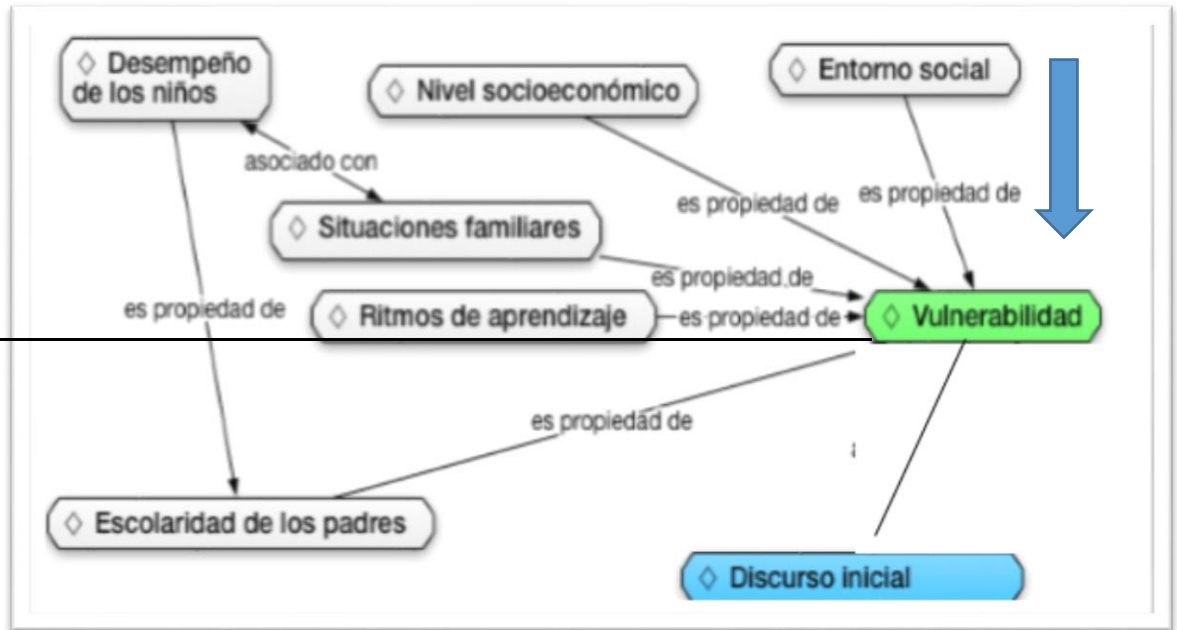 Desempeño
de los niños
Nivel socioeconómico
Entorno social
asociado con
es propiedad de
es propiedad de
Situaciones familiares
es propiedad de
es propiedad de
Ritmos de aprendizaje
es propiedad de
Vulnerabilidad
es propiedad de
Escolaridad de los padres
Discurso inicial